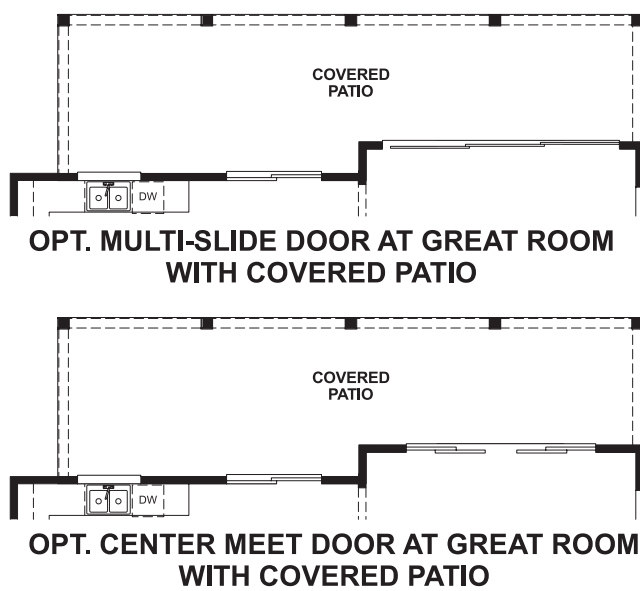 COVERED
PATIO
DW
OPT. MULTI-SLIDE DOOR AT GREAT ROOM
WITH COVERED PATIO
COVERED
PATIO
DW
OPT. CENTER MEET DOOR AT GREAT ROOM
WITH COVERED PATIO